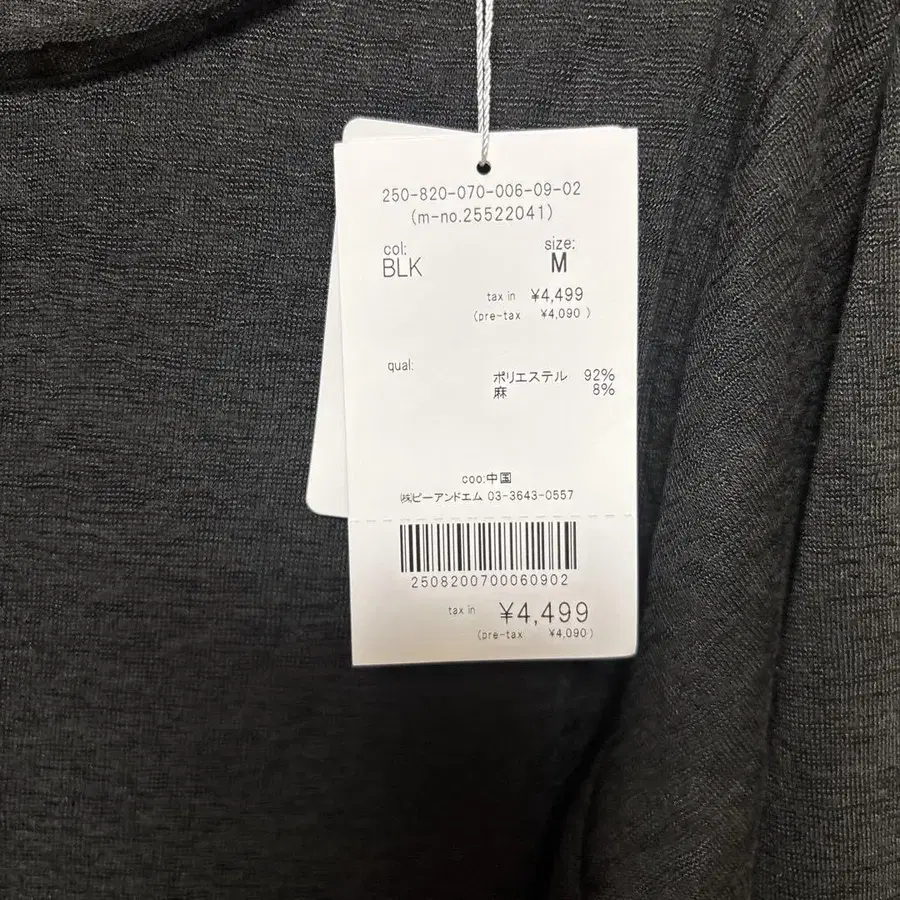 250-820-070-006-09-02
(m-no.25522041)
col: size:
BLK M
tax in ¥4,499
(pre-tax ¥4,090 )
qual:
ポリエステル 92%
麻 8%
coo:中国
㈱ピーアンドエム 03-3643-0557
2508200700060902
tax in ¥4,499
(pre-tax ¥4,090 )